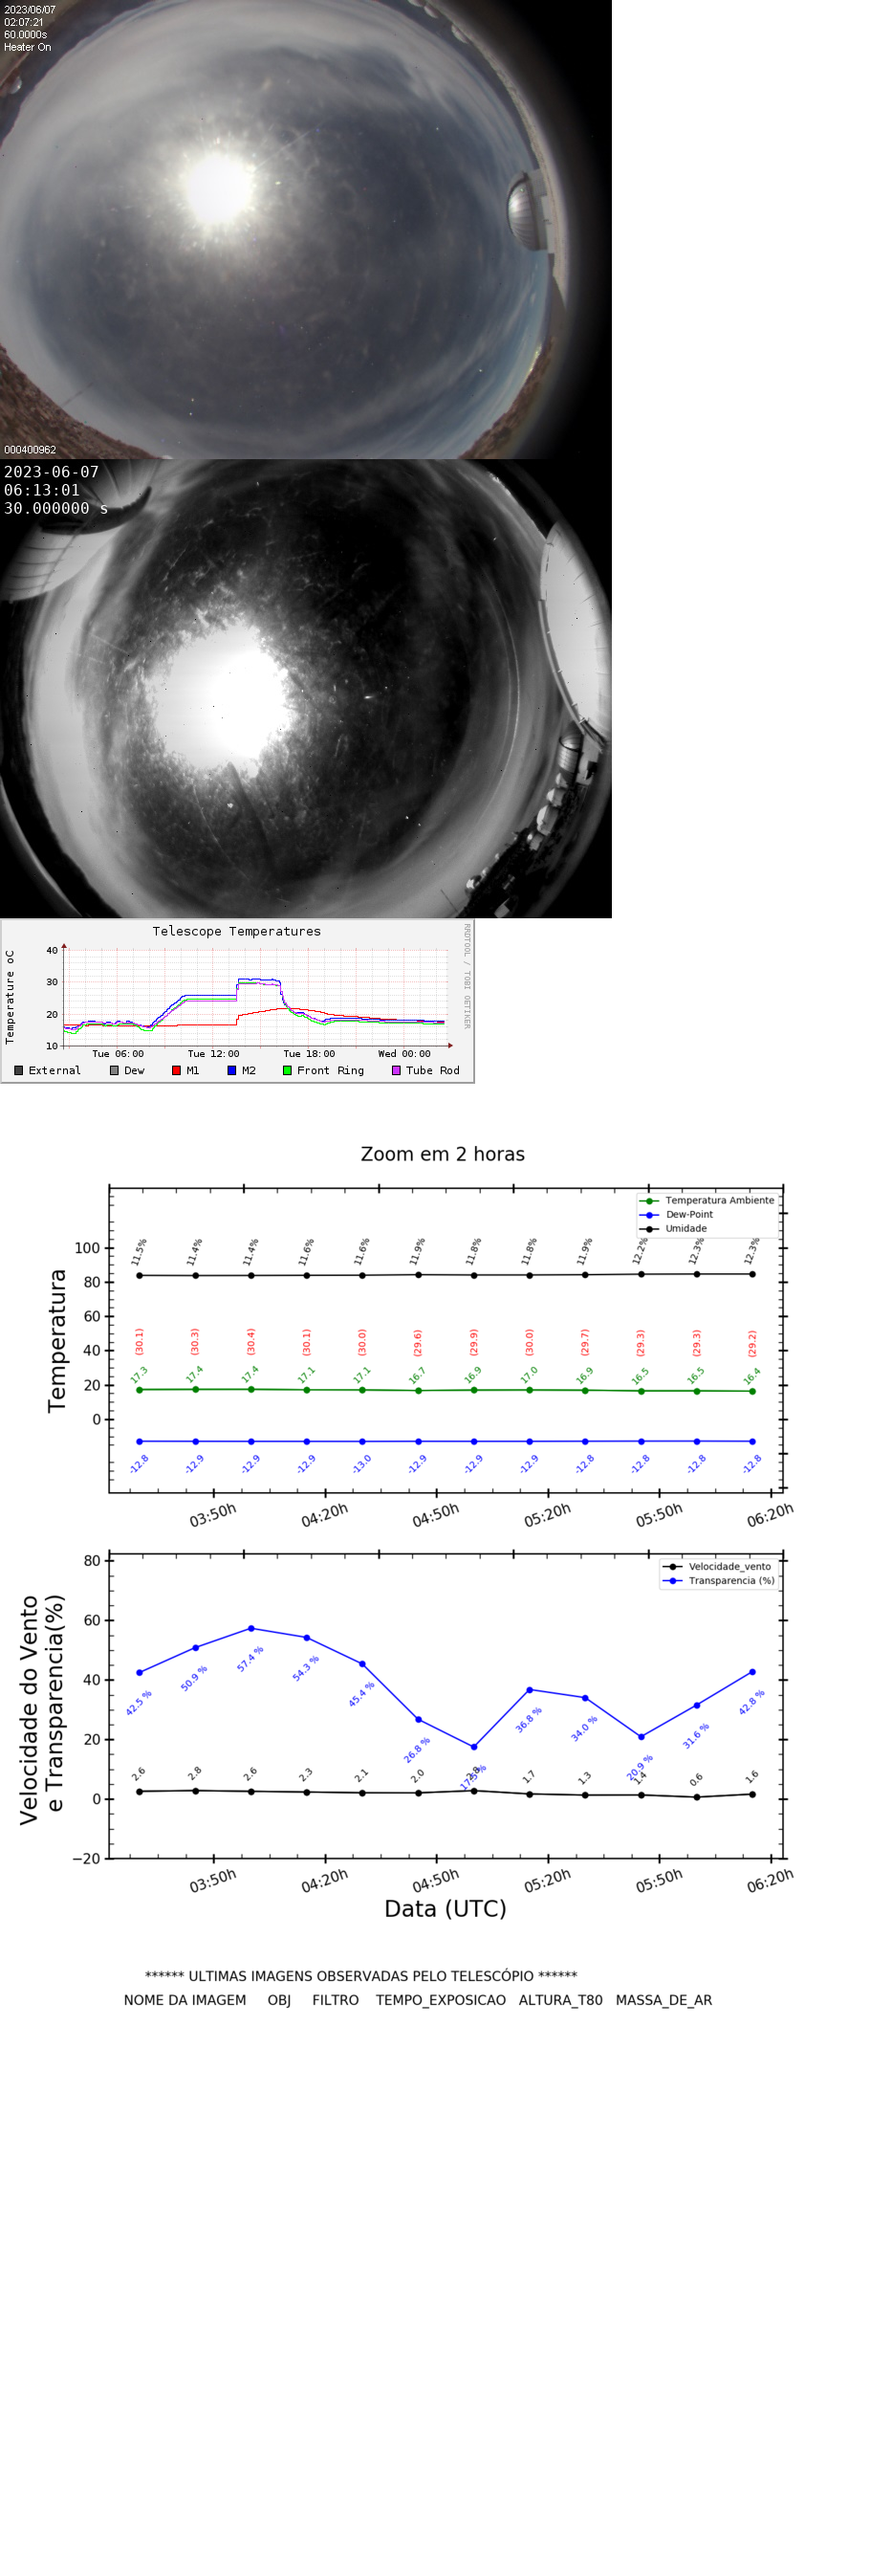 2023/06/07
02:07:21
60.0000s
Heater On
000400962
2023-06-07
06:13:01
30.000000 s
Telescope Temperatures
RRDTOOL / TOBI OETIKER
Temperature oC
40
30
20
10
Tue 06:00 Tue 12:00 Tue 18:00 Wed 00:00
External Dew M1 M2 Front Ring Tube Rod
Zoom em 2 horas
Temperatura Ambiente
Dew-Point
Umidade
Temperatura
100
80
60
40
20
0
11.5% 11.4% 11.4% 11.6% 11.6% 11.9% 11.8% 11.8% 11.9% 12.2% 12.3% 12.3%
(30.1) (30.3) (30.4) (30.1) (30.0) (29.6) (29.9) (30.0) (29.7) (29.3) (29.3) (29.2)
17.3 17.4 17.4 17.1 17.1 16.7 16.9 17.0 16.9 16.5 16.5 16.4
-12.8 -12.9 -12.9 -12.9 -13.0 -12.9 -12.9 -12.9 -12.8 -12.8 -12.8 -12.8
03:50h 04:20h 04:50h 05:20h 05:50h 06:20h
Velocidade_vento
Transparencia (%)
Velocidade do Vento
e Transparencia(%)
80
60
40
20
0
−20
42.5 % 50.9 % 57.4 % 54.3 % 45.4 % 26.8 % 36.8 % 34.0 % 20.9 % 31.6 % 42.8 %
2.6 2.8 2.6 2.3 2.1 2.0 1.7 1.3 1.4 0.6 1.6
03:50h 04:20h 04:50h 05:20h 05:50h 06:20h
Data (UTC)
****** ULTIMAS IMAGENS OBSERVADAS PELO TELESCÓPIO ******
NOME DA IMAGEM OBJ FILTRO TEMPO_EXPOSICAO ALTURA_T80 MASSA_DE_AR